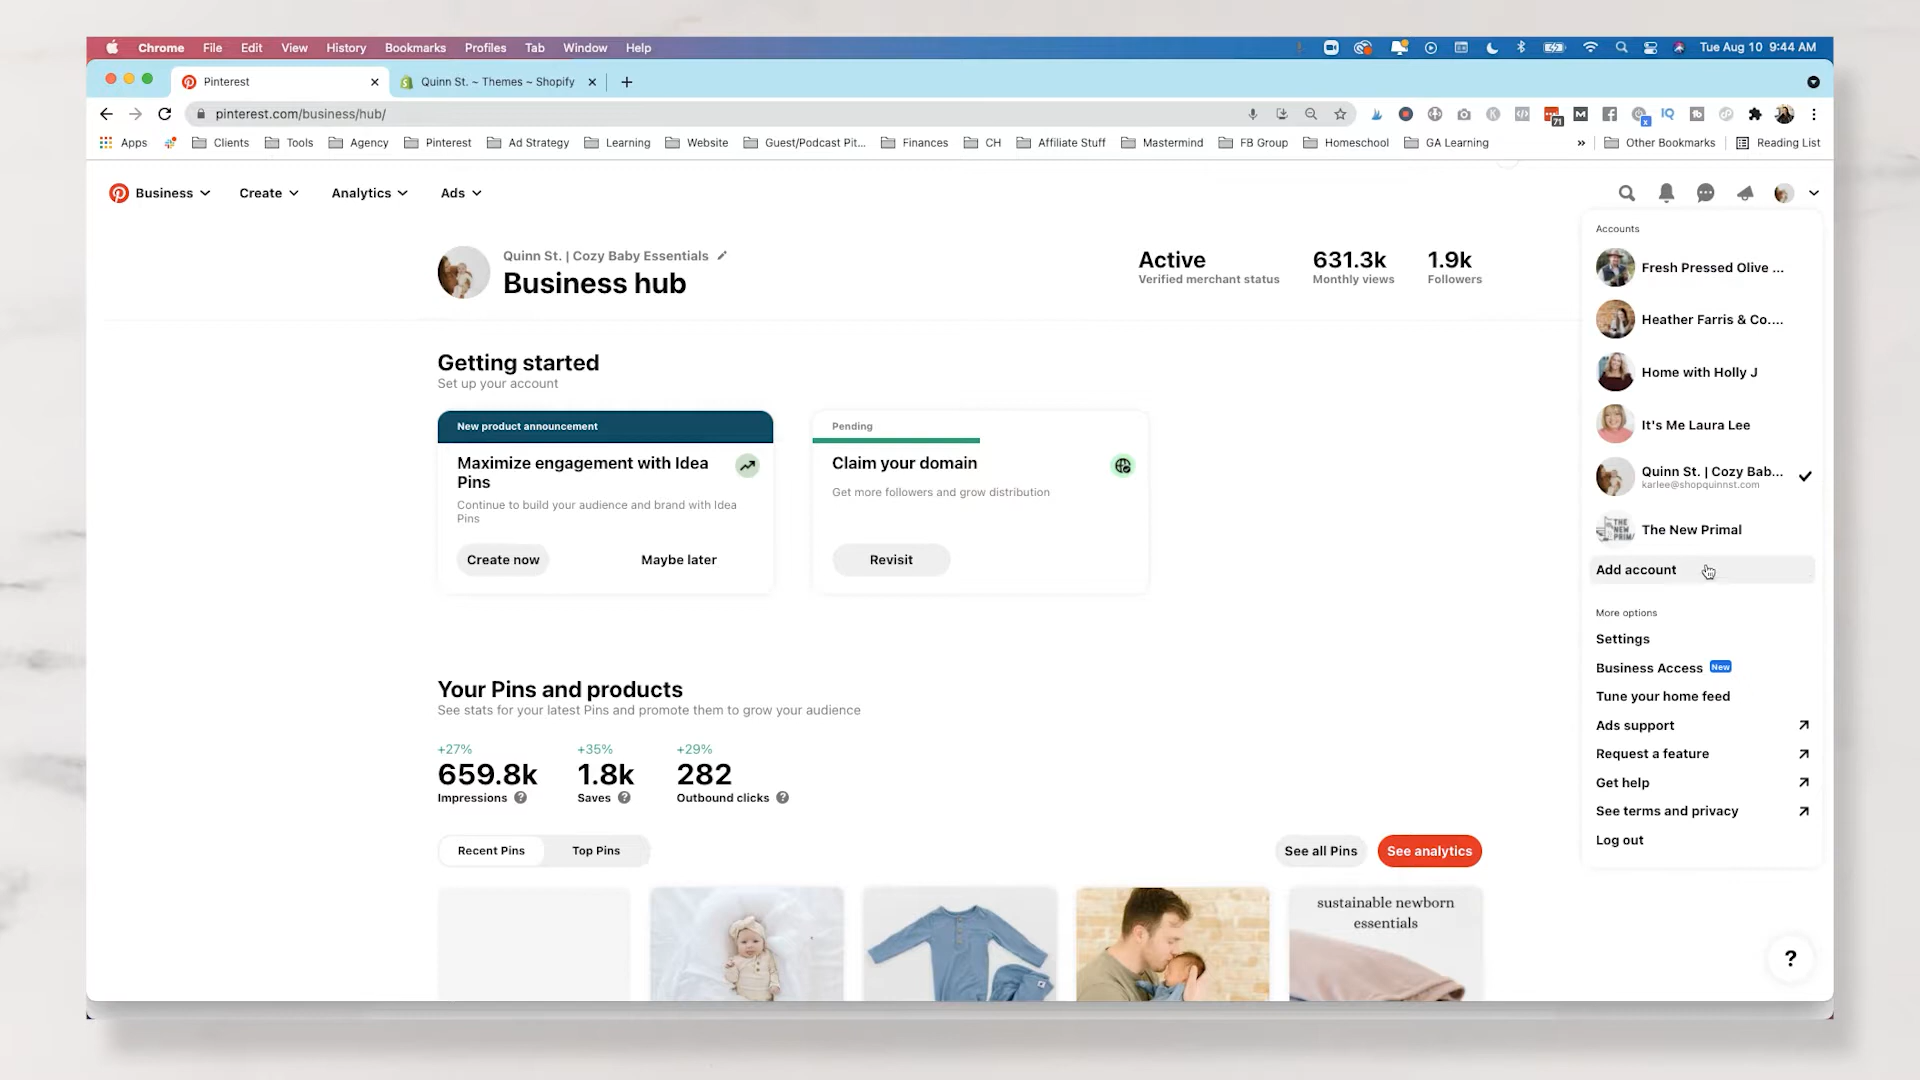 Chrome File Edit View History Bookmarks Profiles Tab Window Help
Tue Aug 10 9:44 AM
Pinterest
Quinn St. ~ Themes ~ Shopify
pinterest.com/business/hub/
71
M
IQ
Apps Clients Tools Agency Pinterest Ad Strategy Learning Website Guest/Podcast Pit... Finances CH Affiliate Stuff Mastermind FB Group Homeschool GA Learning » Other Bookmarks Reading List
Business Create Analytics Ads
Quinn St. | Cozy Baby Essentials
Business hub
Active
Verified merchant status
631.3k
Monthly views
1.9k
Followers
Getting started
Set up your account
New product announcement
Maximize engagement with Idea
Pins
Continue to build your audience and brand with Idea
Pins
Create now
Maybe later
Pending
Claim your domain
Get more followers and grow distribution
Revisit
Your Pins and products
See stats for your latest Pins and promote them to grow your audience
+27%
659.8k
Impressions ?
+35%
1.8k
Saves ?
+29%
282
Outbound clicks ?
Recent Pins
Top Pins
See all Pins
See analytics
sustainable newborn
essentials
Accounts
Fresh Pressed Olive ...
Heather Farris & Co....
Home with Holly J
It's Me Laura Lee
Quinn St. | Cozy Bab...
karlee@shopquinnst.com
THE
NEW
PRIM
The New Primal
Add account
More options
Settings
Business Access New
Tune your home feed
Ads support
Request a feature
Get help
See terms and privacy
Log out
?